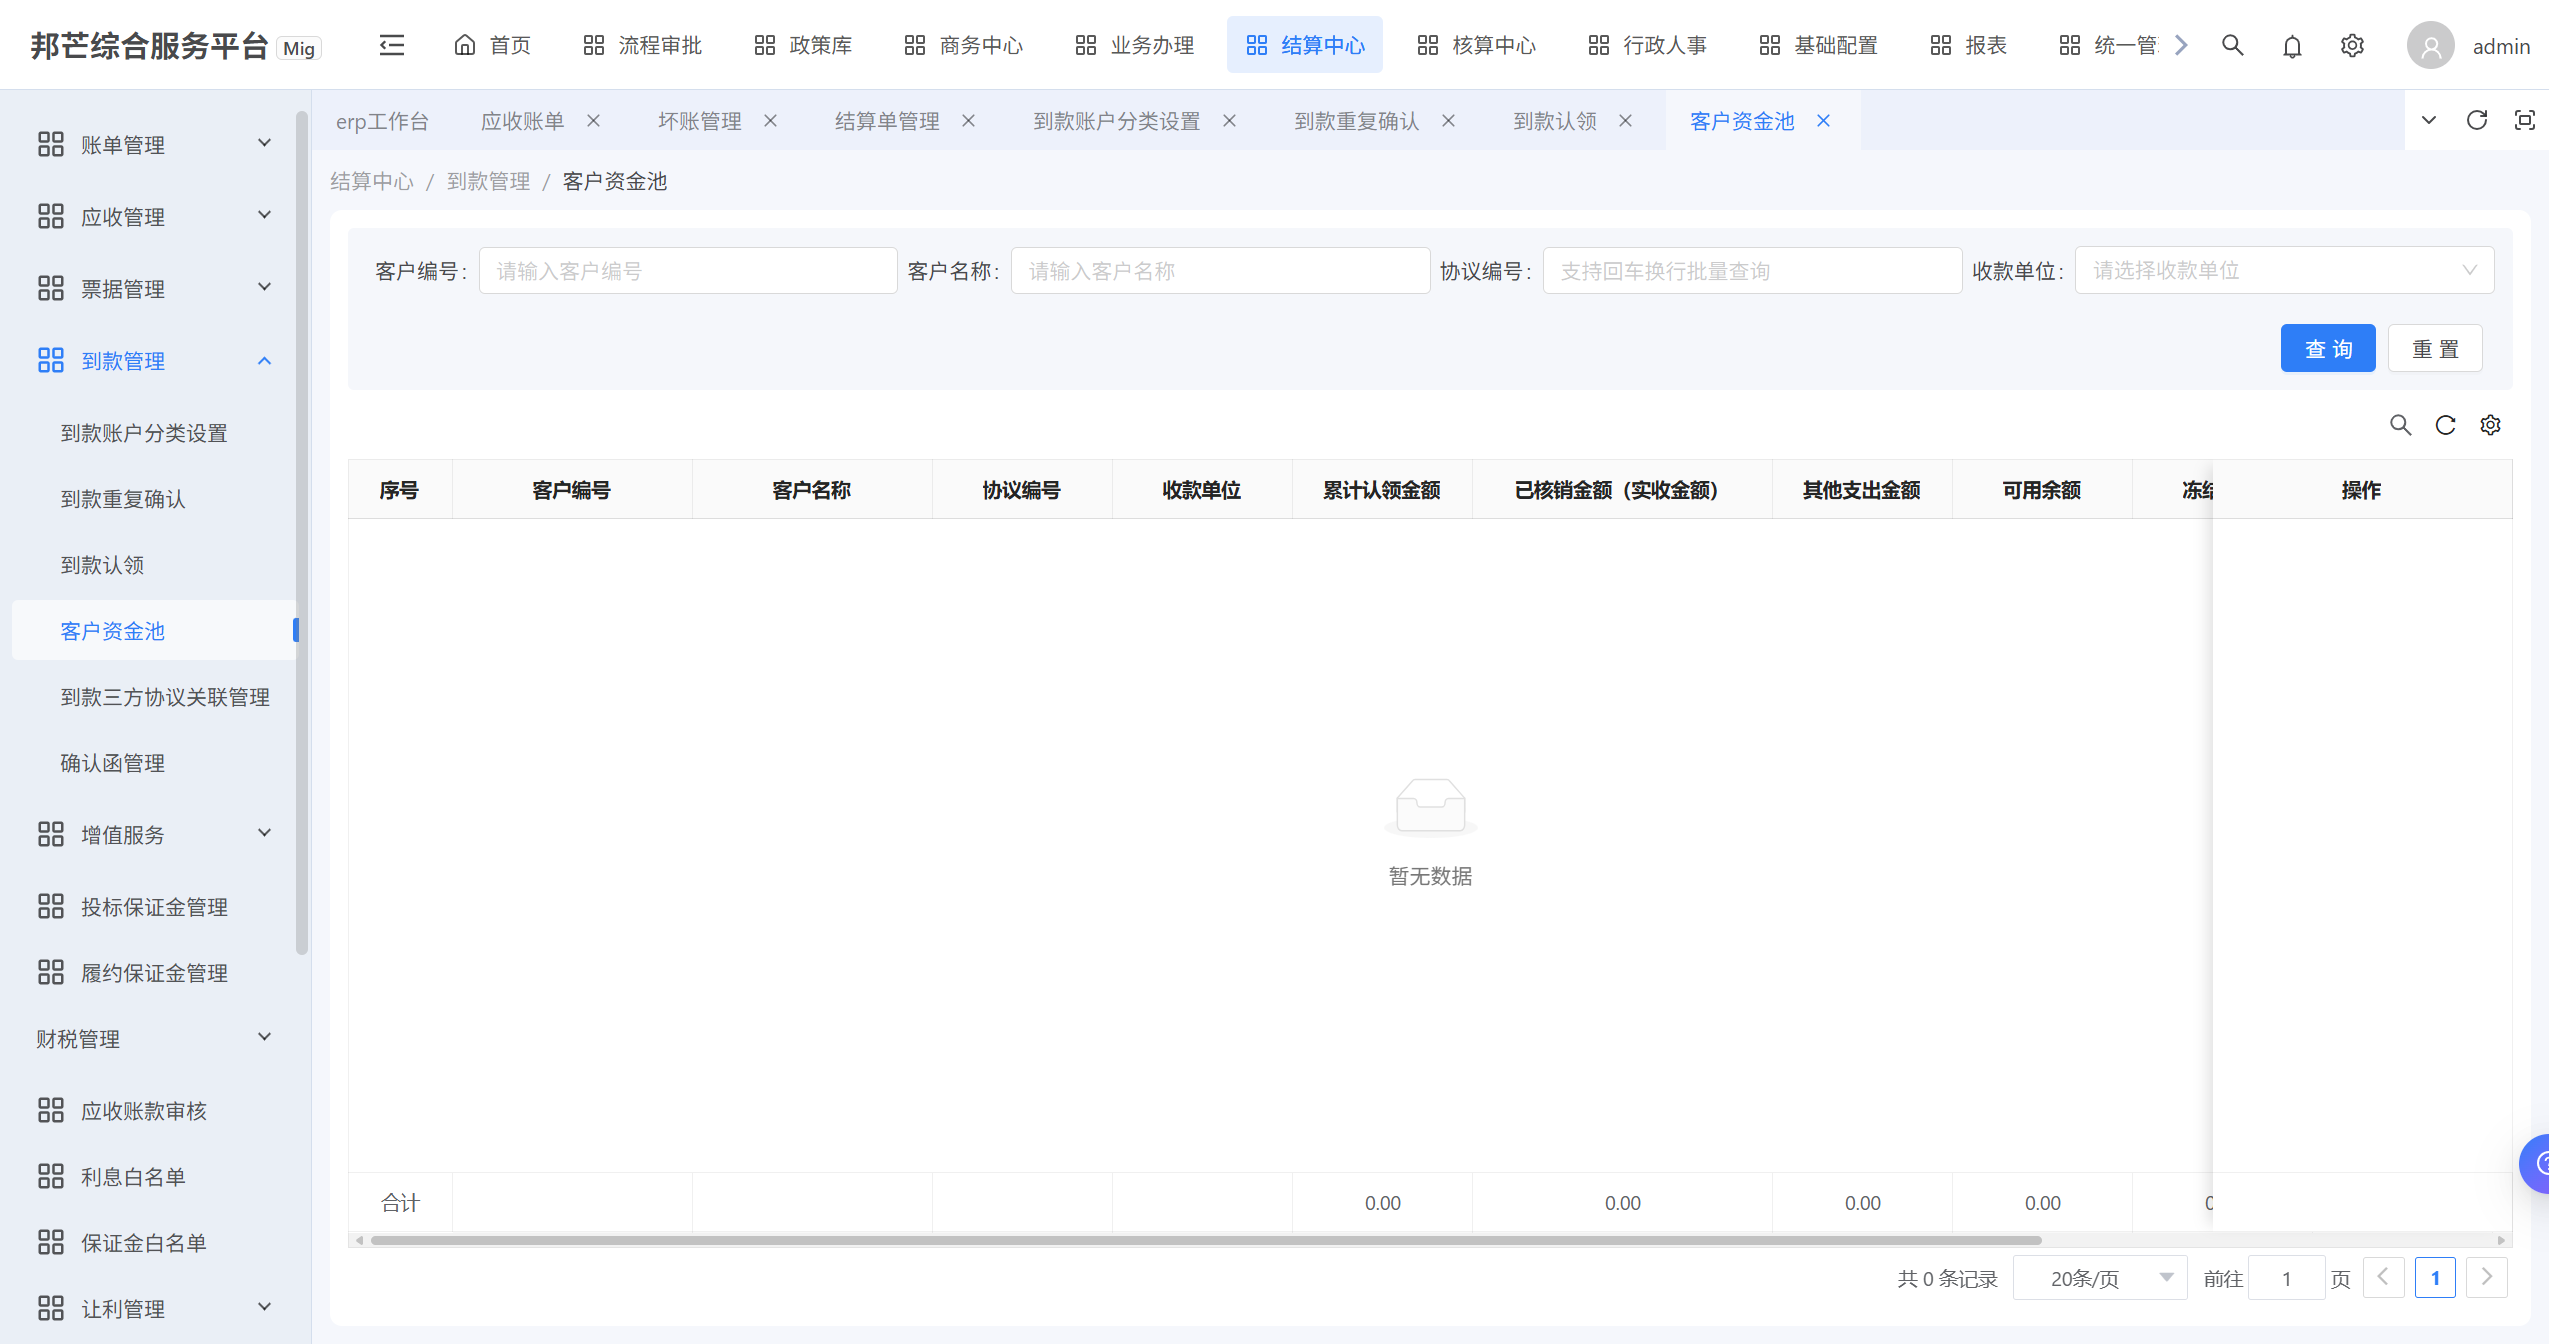 邦芒综合服务平台 Mig
首页 流程审批 政策库 商务中心 业务办理 结算中心 核算中心 行政人事 基础配置 报表 统一管 admin
erp工作台 应收账单 坏账管理 结算单管理 到款账户分类设置 到款重复确认 到款认领 客户资金池
结算中心 / 到款管理 / 客户资金池
账单管理
应收管理
票据管理
到款管理
到款账户分类设置
到款重复确认
到款认领
客户资金池
到款三方协议关联管理
确认函管理
增值服务
投标保证金管理
履约保证金管理
财税管理
应收账款审核
利息白名单
保证金白名单
让利管理
客户编号: 请输入客户编号 客户名称: 请输入客户名称 协议编号: 支持回车换行批量查询 收款单位: 请选择收款单位
查 询 重 置
序号 客户编号 客户名称 协议编号 收款单位 累计认领金额 已核销金额（实收金额） 其他支出金额 可用余额 冻结 操作
暂无数据
合计 0.00 0.00 0.00 0.00 0
共 0 条记录 20条/页 前往 1 页 1